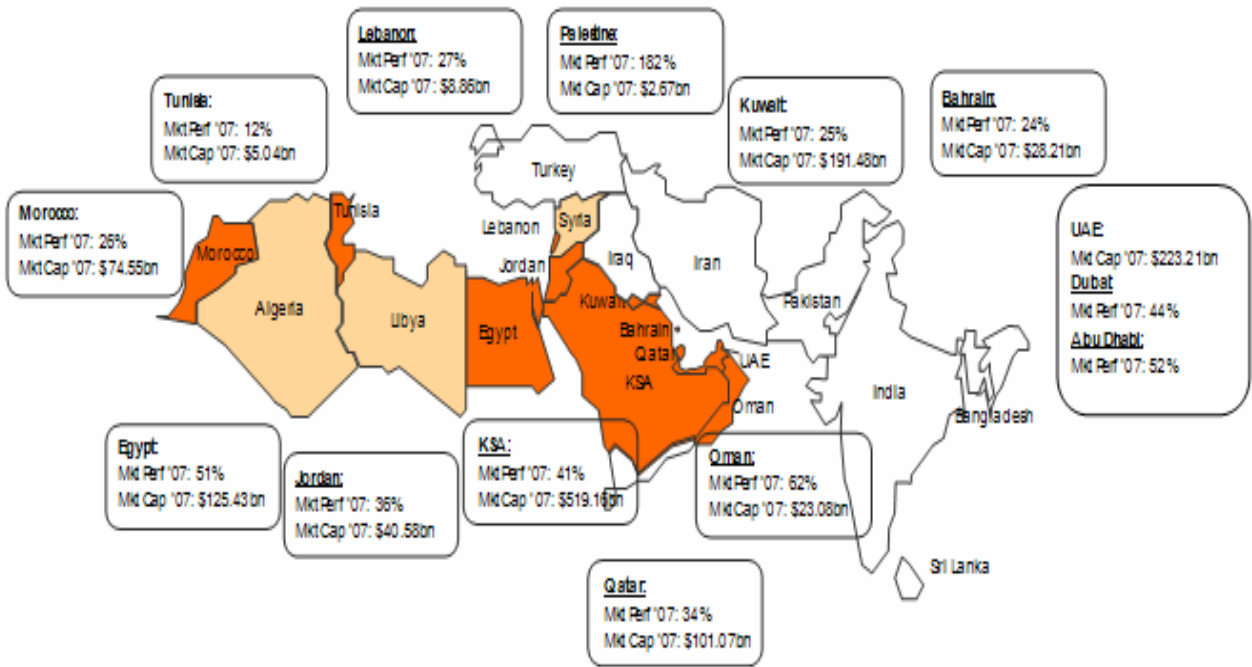 Lebanon:
Mkt Perf '07: 27%
Mkt Cap '07: $8.86bn
Palestine:
Mkt Perf '07: 182%
Mkt Cap '07: $2.67bn
Tunisia:
Mkt Perf '07: 12%
Mkt Cap '07: $5.04bn
Kuwait:
Mkt Perf '07: 25%
Mkt Cap '07: $191.48bn
Bahrain:
Mkt Perf '07: 24%
Mkt Cap '07: $28.21bn
Morocco:
Mkt Perf '07: 26%
Mkt Cap '07: $74.55bn
UAE:
Mkt Cap '07: $223.21bn
Dubai:
Mkt Perf '07: 44%
Abu Dhabi:
Mkt Perf '07: 52%
Turkey
Tunisia
Lebanon
Syria
Morocco
Jordan
Iraq
Iran
Algeria
Libya
Egypt
Kuwait
Pakistan
Bahrain
Qatar
UAE
KSA
Oman
India
Bangladesh
Egypt:
Mkt Perf '07: 51%
Mkt Cap '07: $125.43bn
Jordan:
Mkt Perf '07: 36%
Mkt Cap '07: $40.58bn
KSA:
Mkt Perf '07: 41%
Mkt Cap '07: $519.16bn
Oman:
Mkt Perf '07: 62%
Mkt Cap '07: $23.08bn
Sri Lanka
Qatar:
Mkt Perf '07: 34%
Mkt Cap '07: $101.07bn